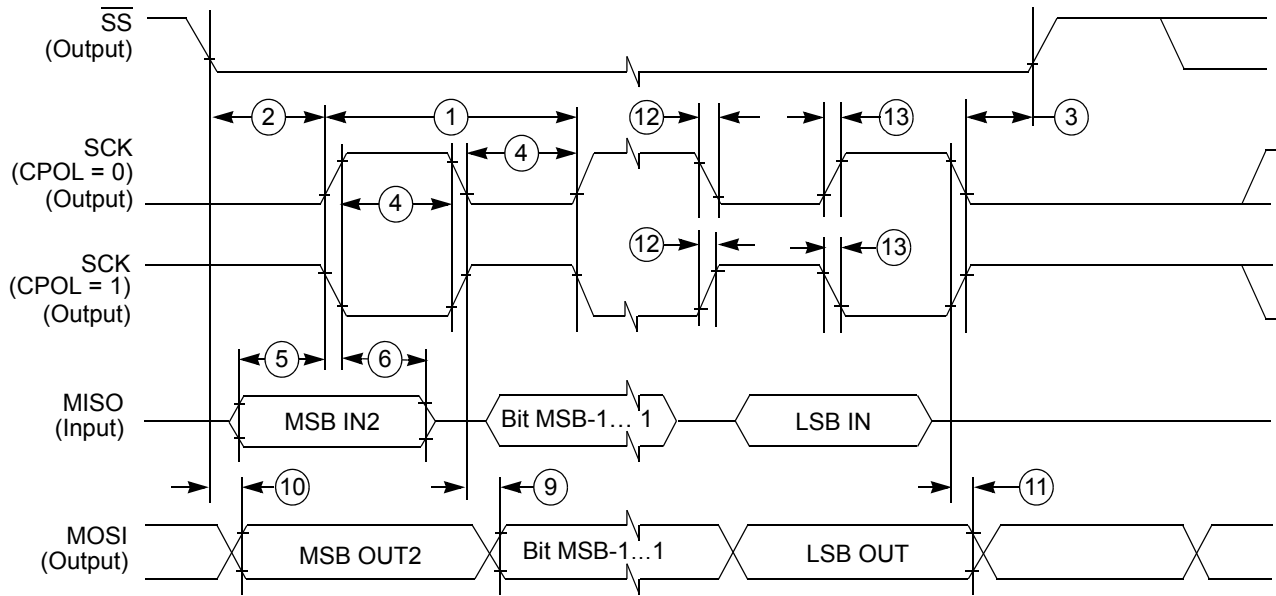 SS
(Output)
2
1
12
13
3
SCK
(CPOL = 0)
(Output)
4
4
12
13
SCK
(CPOL = 1)
(Output)
5
6
MISO
(Input)
MSB IN2
Bit MSB-1… 1
LSB IN
10
9
11
MOSI
(Output)
MSB OUT2
Bit MSB-1…1
LSB OUT